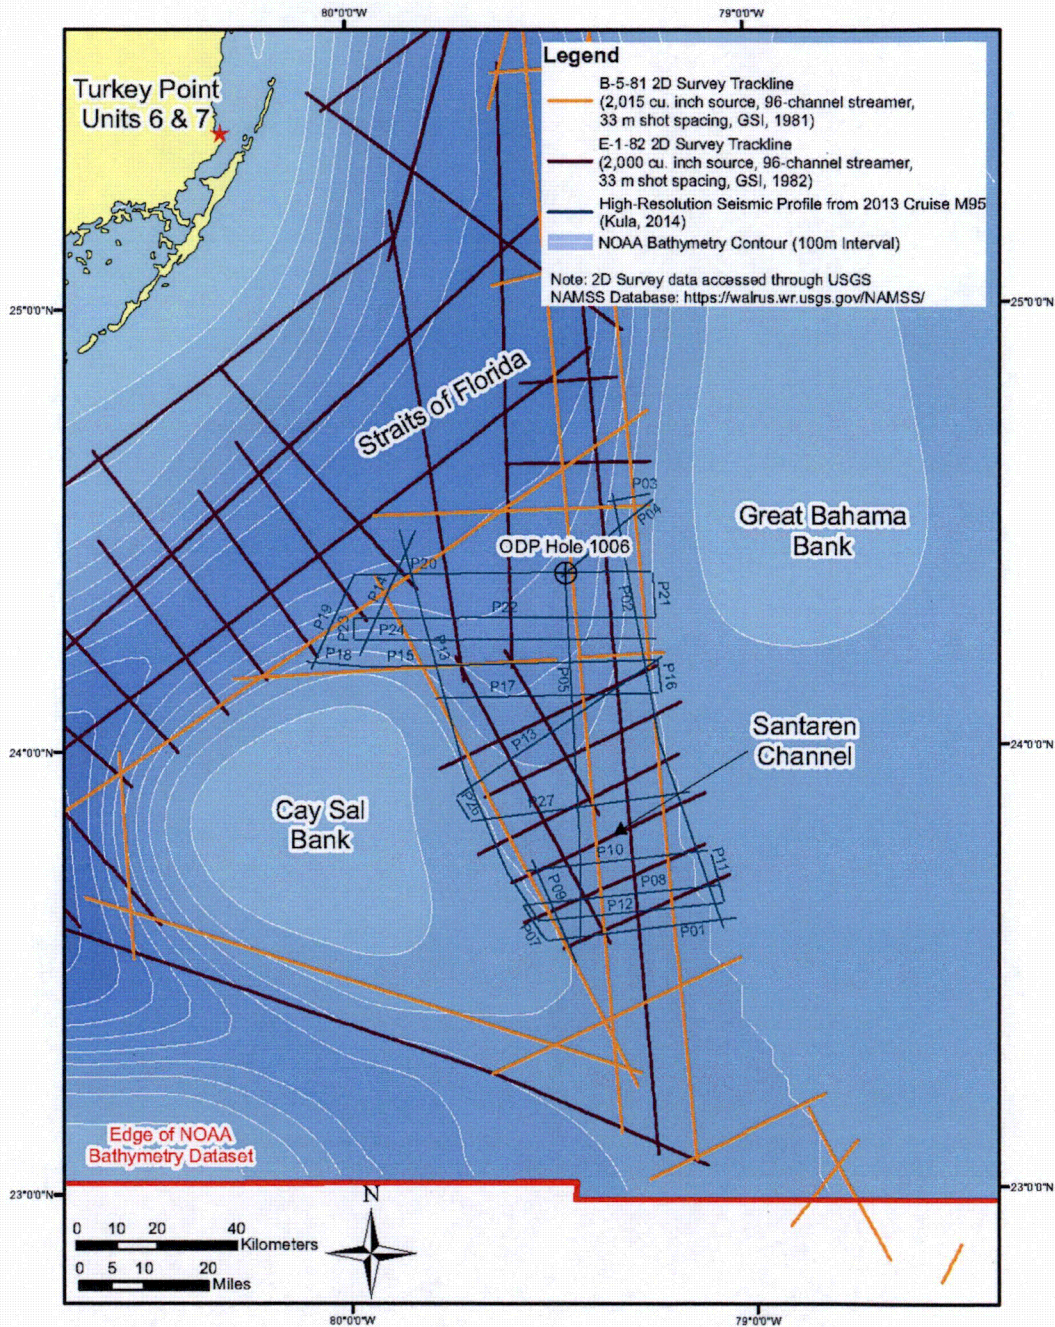 80°0'0"W
79°0'0"W
Turkey Point
Units 6 & 7
Legend
B-5-81 2D Survey Trackline
(2,015 cu. inch source, 96-channel streamer,
33 m shot spacing, GSI, 1981)
E-1-82 2D Survey Trackline
(2,000 cu. inch source, 96-channel streamer,
33 m shot spacing, GSI, 1982)
High-Resolution Seismic Profile from 2013 Cruise M95
(Kula, 2014)
NOAA Bathymetry Contour (100m Interval)
Note: 2D Survey data accessed through USGS
NAMSS Database: https://walrus.wr.usgs.gov/NAMSS/
25°0'0"N
25°0'0"N
Straits of Florida
P03
P04
Great Bahama
Bank
ODP Hole 1006
P20
P14
P02
P21
P19
P22
P23
P24
P18
P15
P13
P05
P16
P17
Santaren
Channel
P13
24°0'0"N
24°0'0"N
P26
P27
Cay Sal
Bank
P10
P11
P09
P08
P12
P07
P01
Edge of NOAA
Bathymetry Dataset
23°0'0"N
23°0'0"N
N
0 10 20 40
Kilometers
0 5 10 20
Miles
80°0'0"W
79°0'0"W